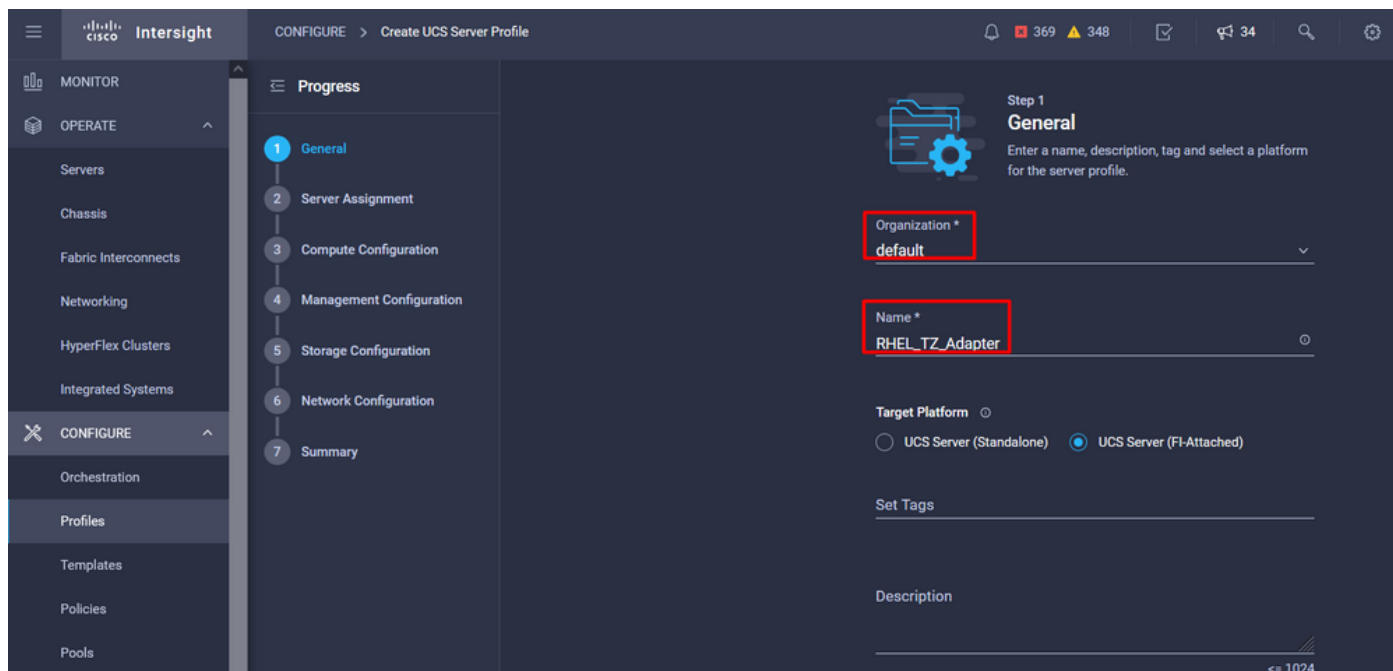 cisco Intersight
CONFIGURE > Create UCS Server Profile
369 348 34
MONITOR
OPERATE
Servers
Chassis
Fabric Interconnects
Networking
HyperFlex Clusters
Integrated Systems
CONFIGURE
Orchestration
Profiles
Templates
Policies
Pools
Progress
1 General
2 Server Assignment
3 Compute Configuration
4 Management Configuration
5 Storage Configuration
6 Network Configuration
7 Summary
Step 1
General
Enter a name, description, tag and select a platform
for the server profile.
Organization *
default
Name *
RHEL_TZ_Adapter
Target Platform
UCS Server (Standalone) UCS Server (FI-Attached)
Set Tags
Description
<= 1024